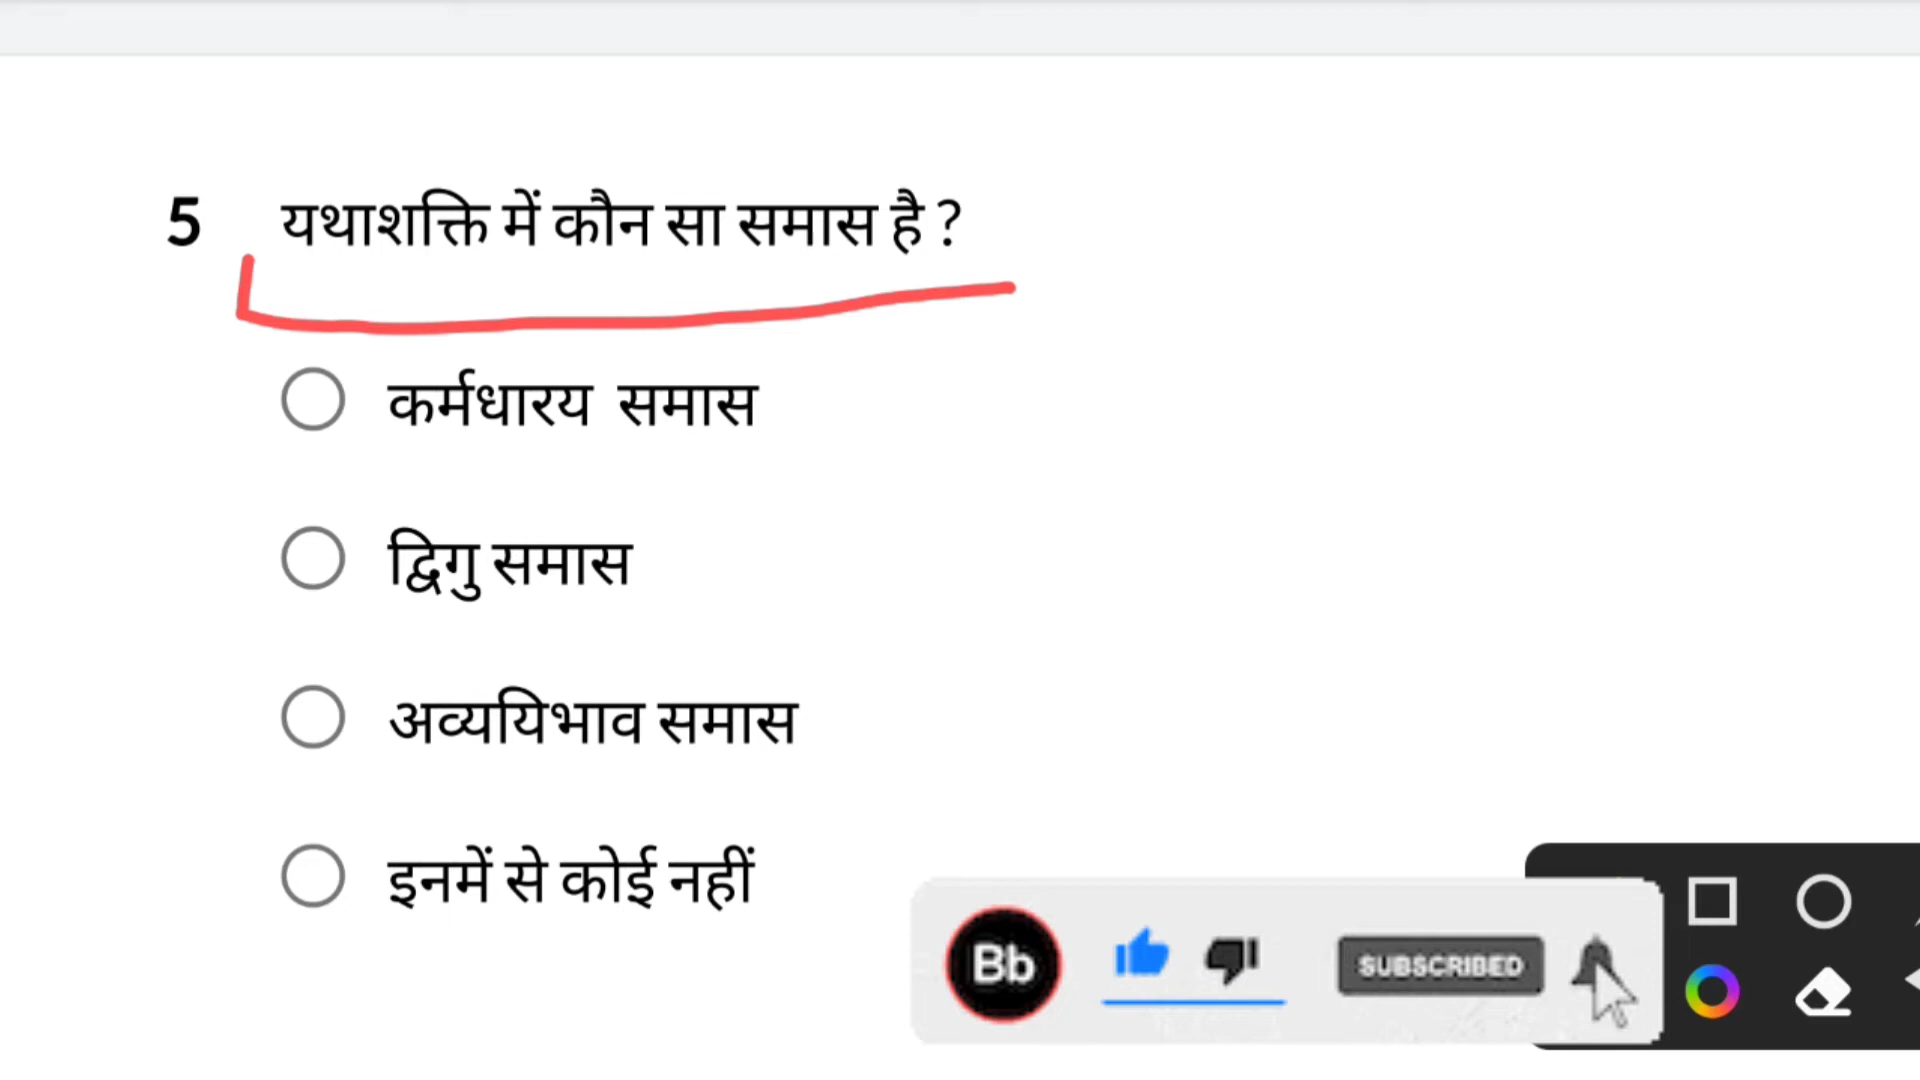 5 यथाशक्ति में कौन सा समास है ?
कर्मधारय समास
द्विगु समास
अव्ययिभाव समास
इनमें से कोई नहीं
Bb SUBSCRIBED